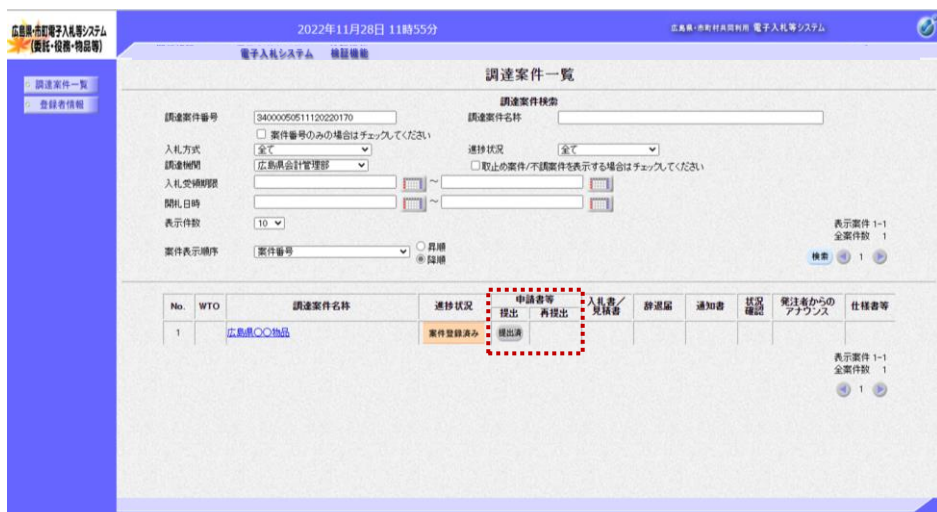 広島県・市町電子入札等システム
(委託・役務・物品等)
2022年11月28日 11時55分
広島県・市町村共同利用 電子入札等システム
電子入札システム 検証機能
調達案件一覧
登録者情報
調達案件一覧
調達案件検索
調達案件番号 34000050511120220170 調達案件名称
案件番号のみの場合はチェックしてください
入札方式 全て 進捗状況 全て
調達機関 広島県会計管理部 取止め案件/不調案件を表示する場合はチェックしてください
入札受領期限 ~
開札日時 ~
表示件数 10
表示案件 1-1
全案件数 1
案件表示順序 案件番号 昇順
降順
検索 1
No. WTO 調達案件名称 進捗状況 申請書等 入札書/見積書 辞退届 通知書 状況確認 発注者からのアナウンス 仕様書等
提出 再提出
1 広島県○○物品 案件登録済み 提出済
表示案件 1-1
全案件数 1
1